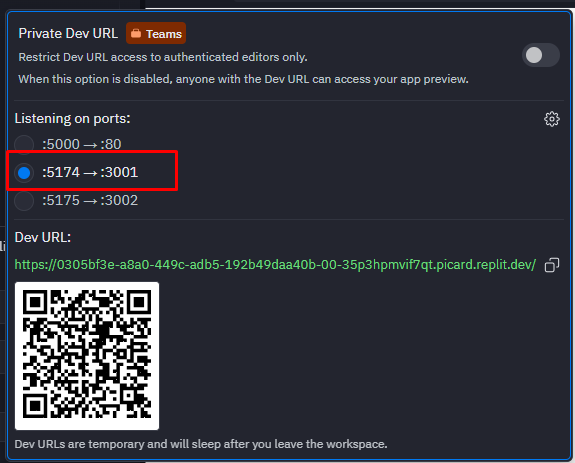 Private Dev URL Teams
Restrict Dev URL access to authenticated editors only.
When this option is disabled, anyone with the Dev URL can access your app preview.
Listening on ports:
:5000 → :80
:5174 → :3001
:5175 → :3002
Dev URL:
https://0305bf3e-a8a0-449c-adb5-192b49daa40b-00-35p3hpmvif7qt.picard.replit.dev/
Dev URLs are temporary and will sleep after you leave the workspace.